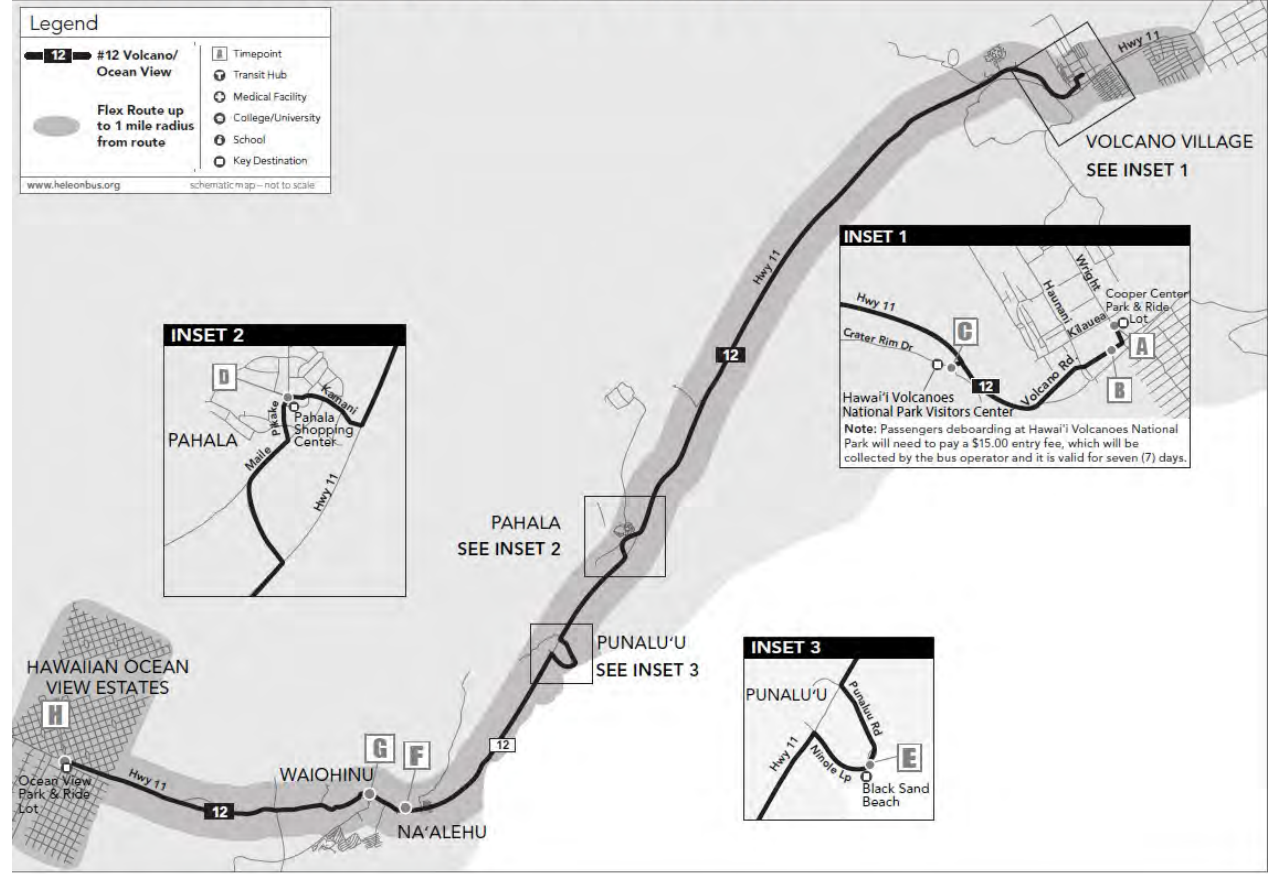 Legend
12
#12 Volcano/
Ocean View
Flex Route up
to 1 mile radius
from route
Timepoint
Transit Hub
Medical Facility
College/University
School
Key Destination
www.heleonbus.org
schematic map – not to scale
Hwy 11
VOLCANO VILLAGE
SEE INSET 1
Hwy 11
12
INSET 1
Hwy 11
Crater Rim Dr
C
Haunani
Wright
Kilauea
Cooper Center
Park & Ride
Lot
A
B
Volcano Rd
12
Hawai'i Volcanoes
National Park Visitors Center
Note: Passengers deboarding at Hawai'i Volcanoes National
Park will need to pay a $15.00 entry fee, which will be
collected by the bus operator and it is valid for seven (7) days.
INSET 2
D
Kamani
Pikake
Pahala
Shopping
Center
PAHALA
Maile
Hwy 11
PAHALA
SEE INSET 2
PUNALU'U
SEE INSET 3
INSET 3
PUNALU'U
Punaluu Rd
Hwy 11
Ninole Lp
E
Black Sand
Beach
HAWAIIAN OCEAN
VIEW ESTATES
H
Ocean View
Park & Ride
Lot
Hwy 11
12
WAIOHINU
G
F
12
NA'ALEHU